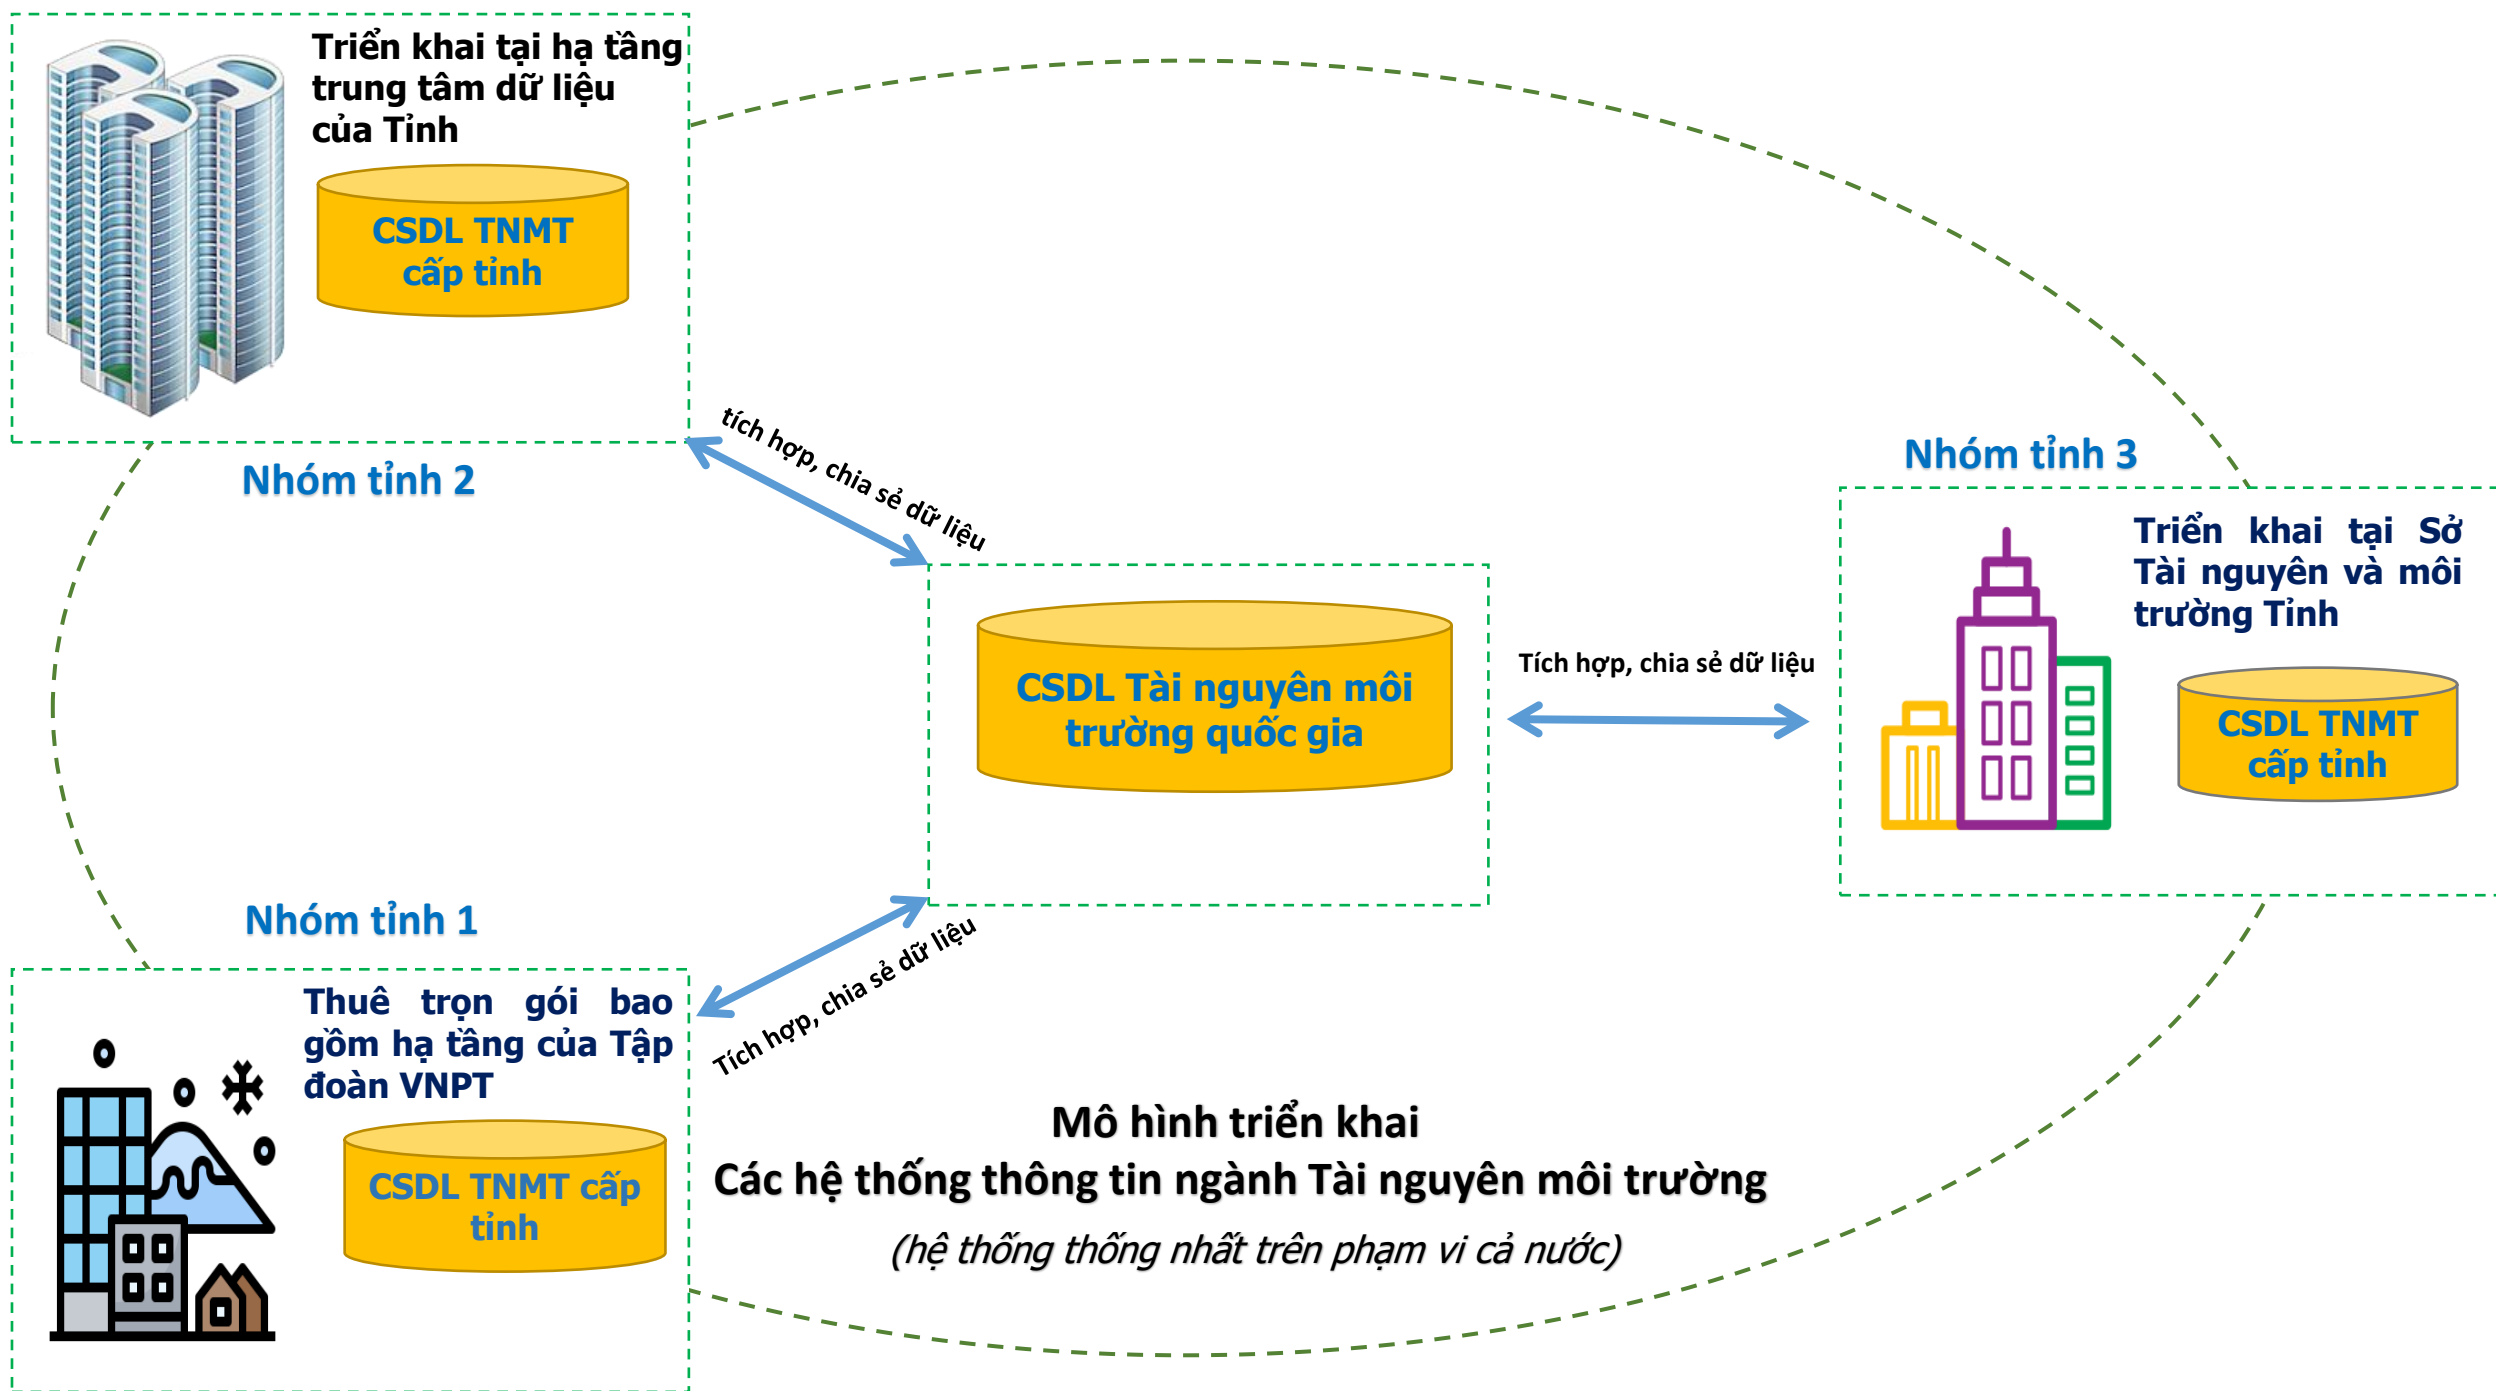 Triển khai tại hạ tầng
trung tâm dữ liệu
của Tỉnh
CSDL TNMT
cấp tỉnh
Nhóm tỉnh 2
tích hợp, chia sẻ dữ liệu
Nhóm tỉnh 3
Triển khai tại Sở
Tài nguyên và môi
trường Tỉnh
CSDL TNMT
cấp tỉnh
Tích hợp, chia sẻ dữ liệu
CSDL Tài nguyên môi
trường quốc gia
Nhóm tỉnh 1
Tích hợp, chia sẻ dữ liệu
Thuê trọn gói bao
gồm hạ tầng của Tập
đoàn VNPT
CSDL TNMT cấp
tỉnh
Mô hình triển khai
Các hệ thống thông tin ngành Tài nguyên môi trường
(hệ thống thống nhất trên phạm vi cả nước)